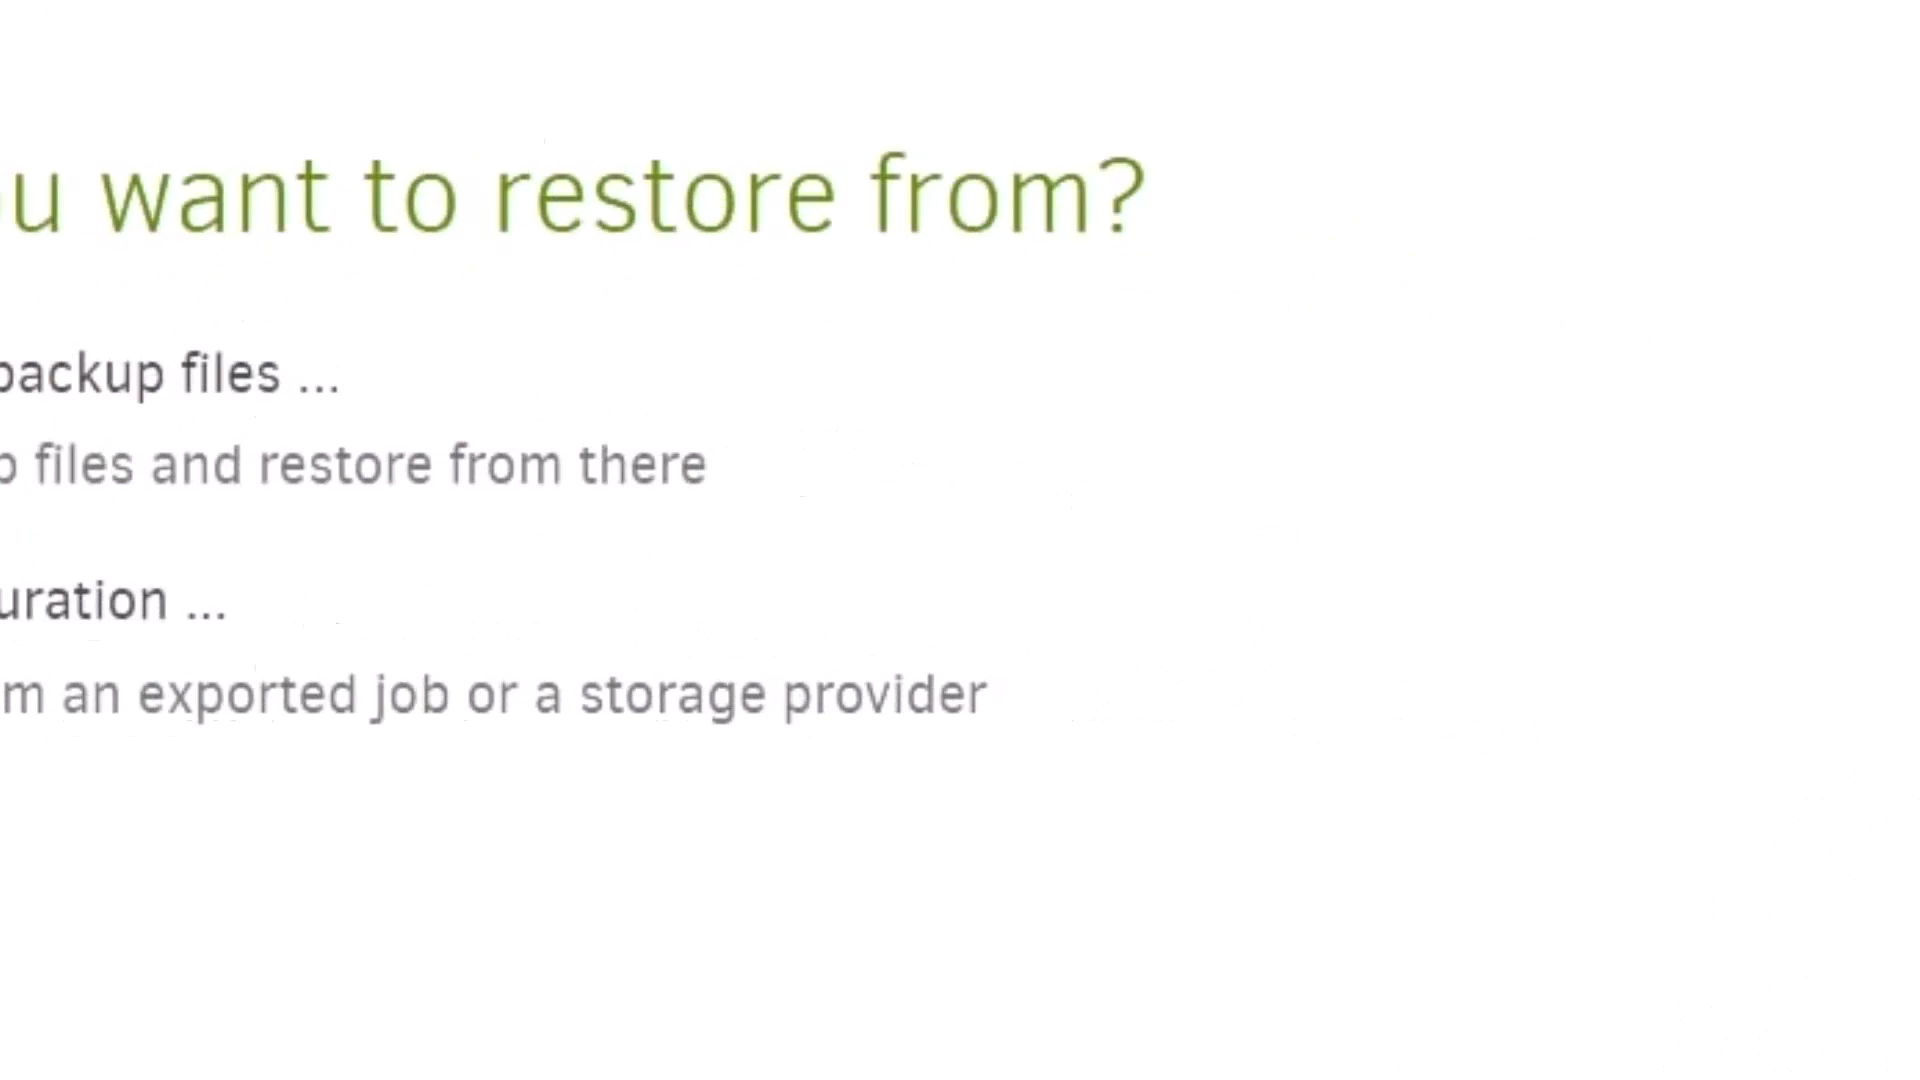 u want to restore from?
backup files ...
files and restore from there
uration ...
m an exported job or a storage provider